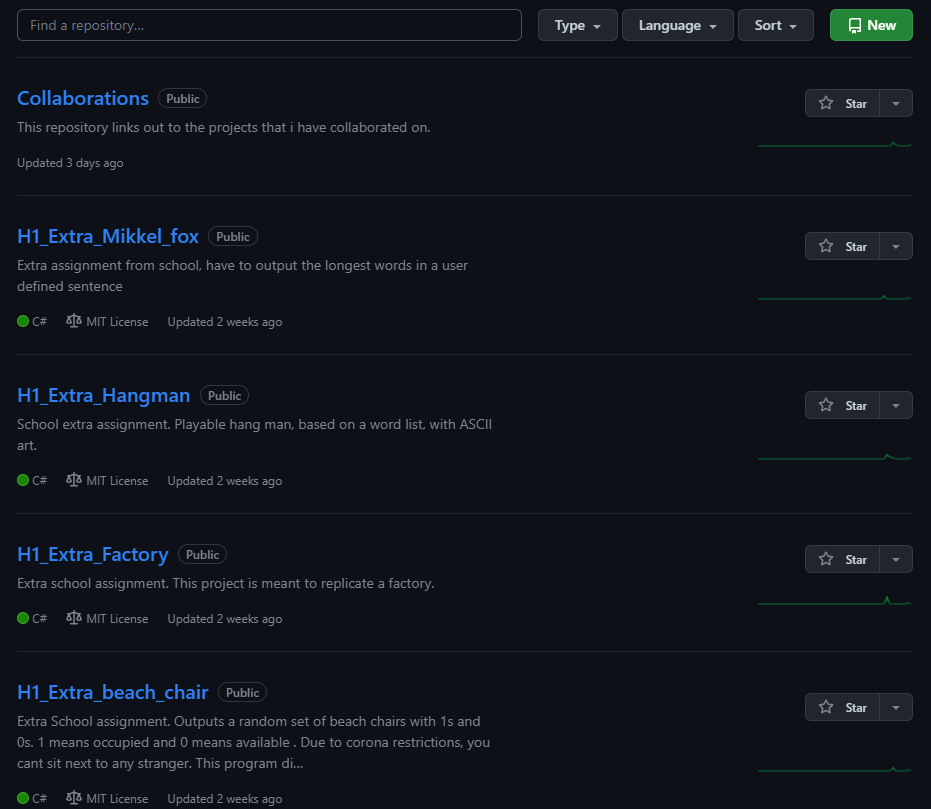 Find a repository...
Type
Language
Sort
New
Collaborations Public
Star
This repository links out to the projects that i have collaborated on.
Updated 3 days ago
H1_Extra_Mikkel_fox Public
Star
Extra assignment from school, have to output the longest words in a user
defined sentence
C# MIT License Updated 2 weeks ago
H1_Extra_Hangman Public
Star
School extra assignment. Playable hang man, based on a word list, with ASCII
art.
C# MIT License Updated 2 weeks ago
H1_Extra_Factory Public
Star
Extra school assignment. This project is meant to replicate a factory.
C# MIT License Updated 2 weeks ago
H1_Extra_beach_chair Public
Star
Extra School assignment. Outputs a random set of beach chairs with 1s and
0s. 1 means occupied and 0 means available . Due to corona restrictions, you
cant sit next to any stranger. This program di...
C# MIT License Updated 2 weeks ago